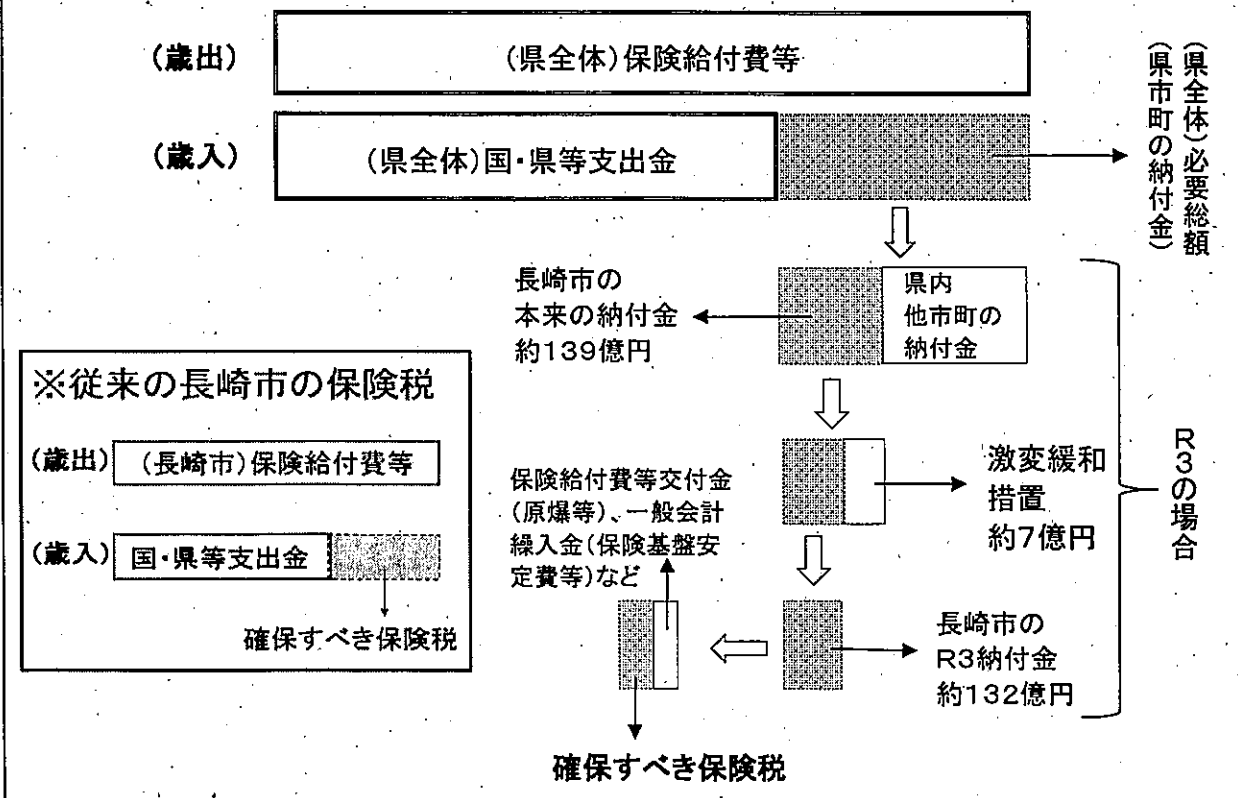 (歳出)
(県全体)保険給付費等
(歳入)
(県全体)国・県等支出金
(県全体)必要総額
(県市町の納付金)
長崎市の
本来の納付金
約139億円
県内
他市町の
納付金
激変緩和
措置
約7億円
R3の場合
保険給付費等交付金
(原爆等)、一般会計
繰入金(保険基盤安
定費等)など
長崎市の
R3納付金
約132億円
確保すべき保険税
※従来の長崎市の保険税
(歳出)
(長崎市)保険給付費等
(歳入)
国・県等支出金
確保すべき保険税